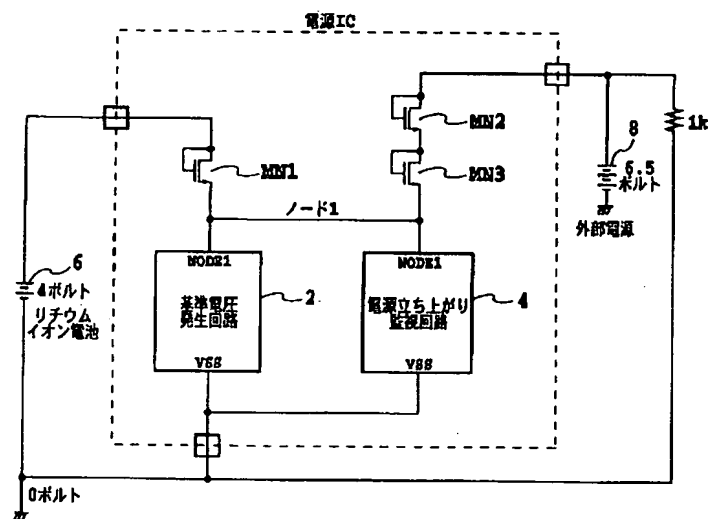 電源IC
MN2
MN3
1k
8
6.5
ボルト
外部電源
MN1
ノード1
6
4ボルト
リチウム
イオン電池
NODE1
基準電圧
発生回路
VSS
2
NODE1
電源立ち上がり
監視回路
VSS
4
0ボルト